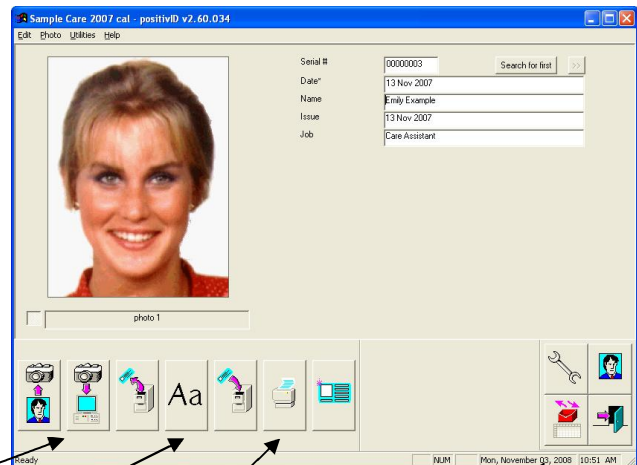 Sample Care 2007 cal - positivID v2.60.034
Edit Photo Utilities Help
Serial # 00000003 Search for first >>
Date* 13 Nov 2007
Name Emily Example
Issue 13 Nov 2007
Job Care Assistant
photo 1
Aa
Ready NUM Mon, November 03, 2008 10:51 AM